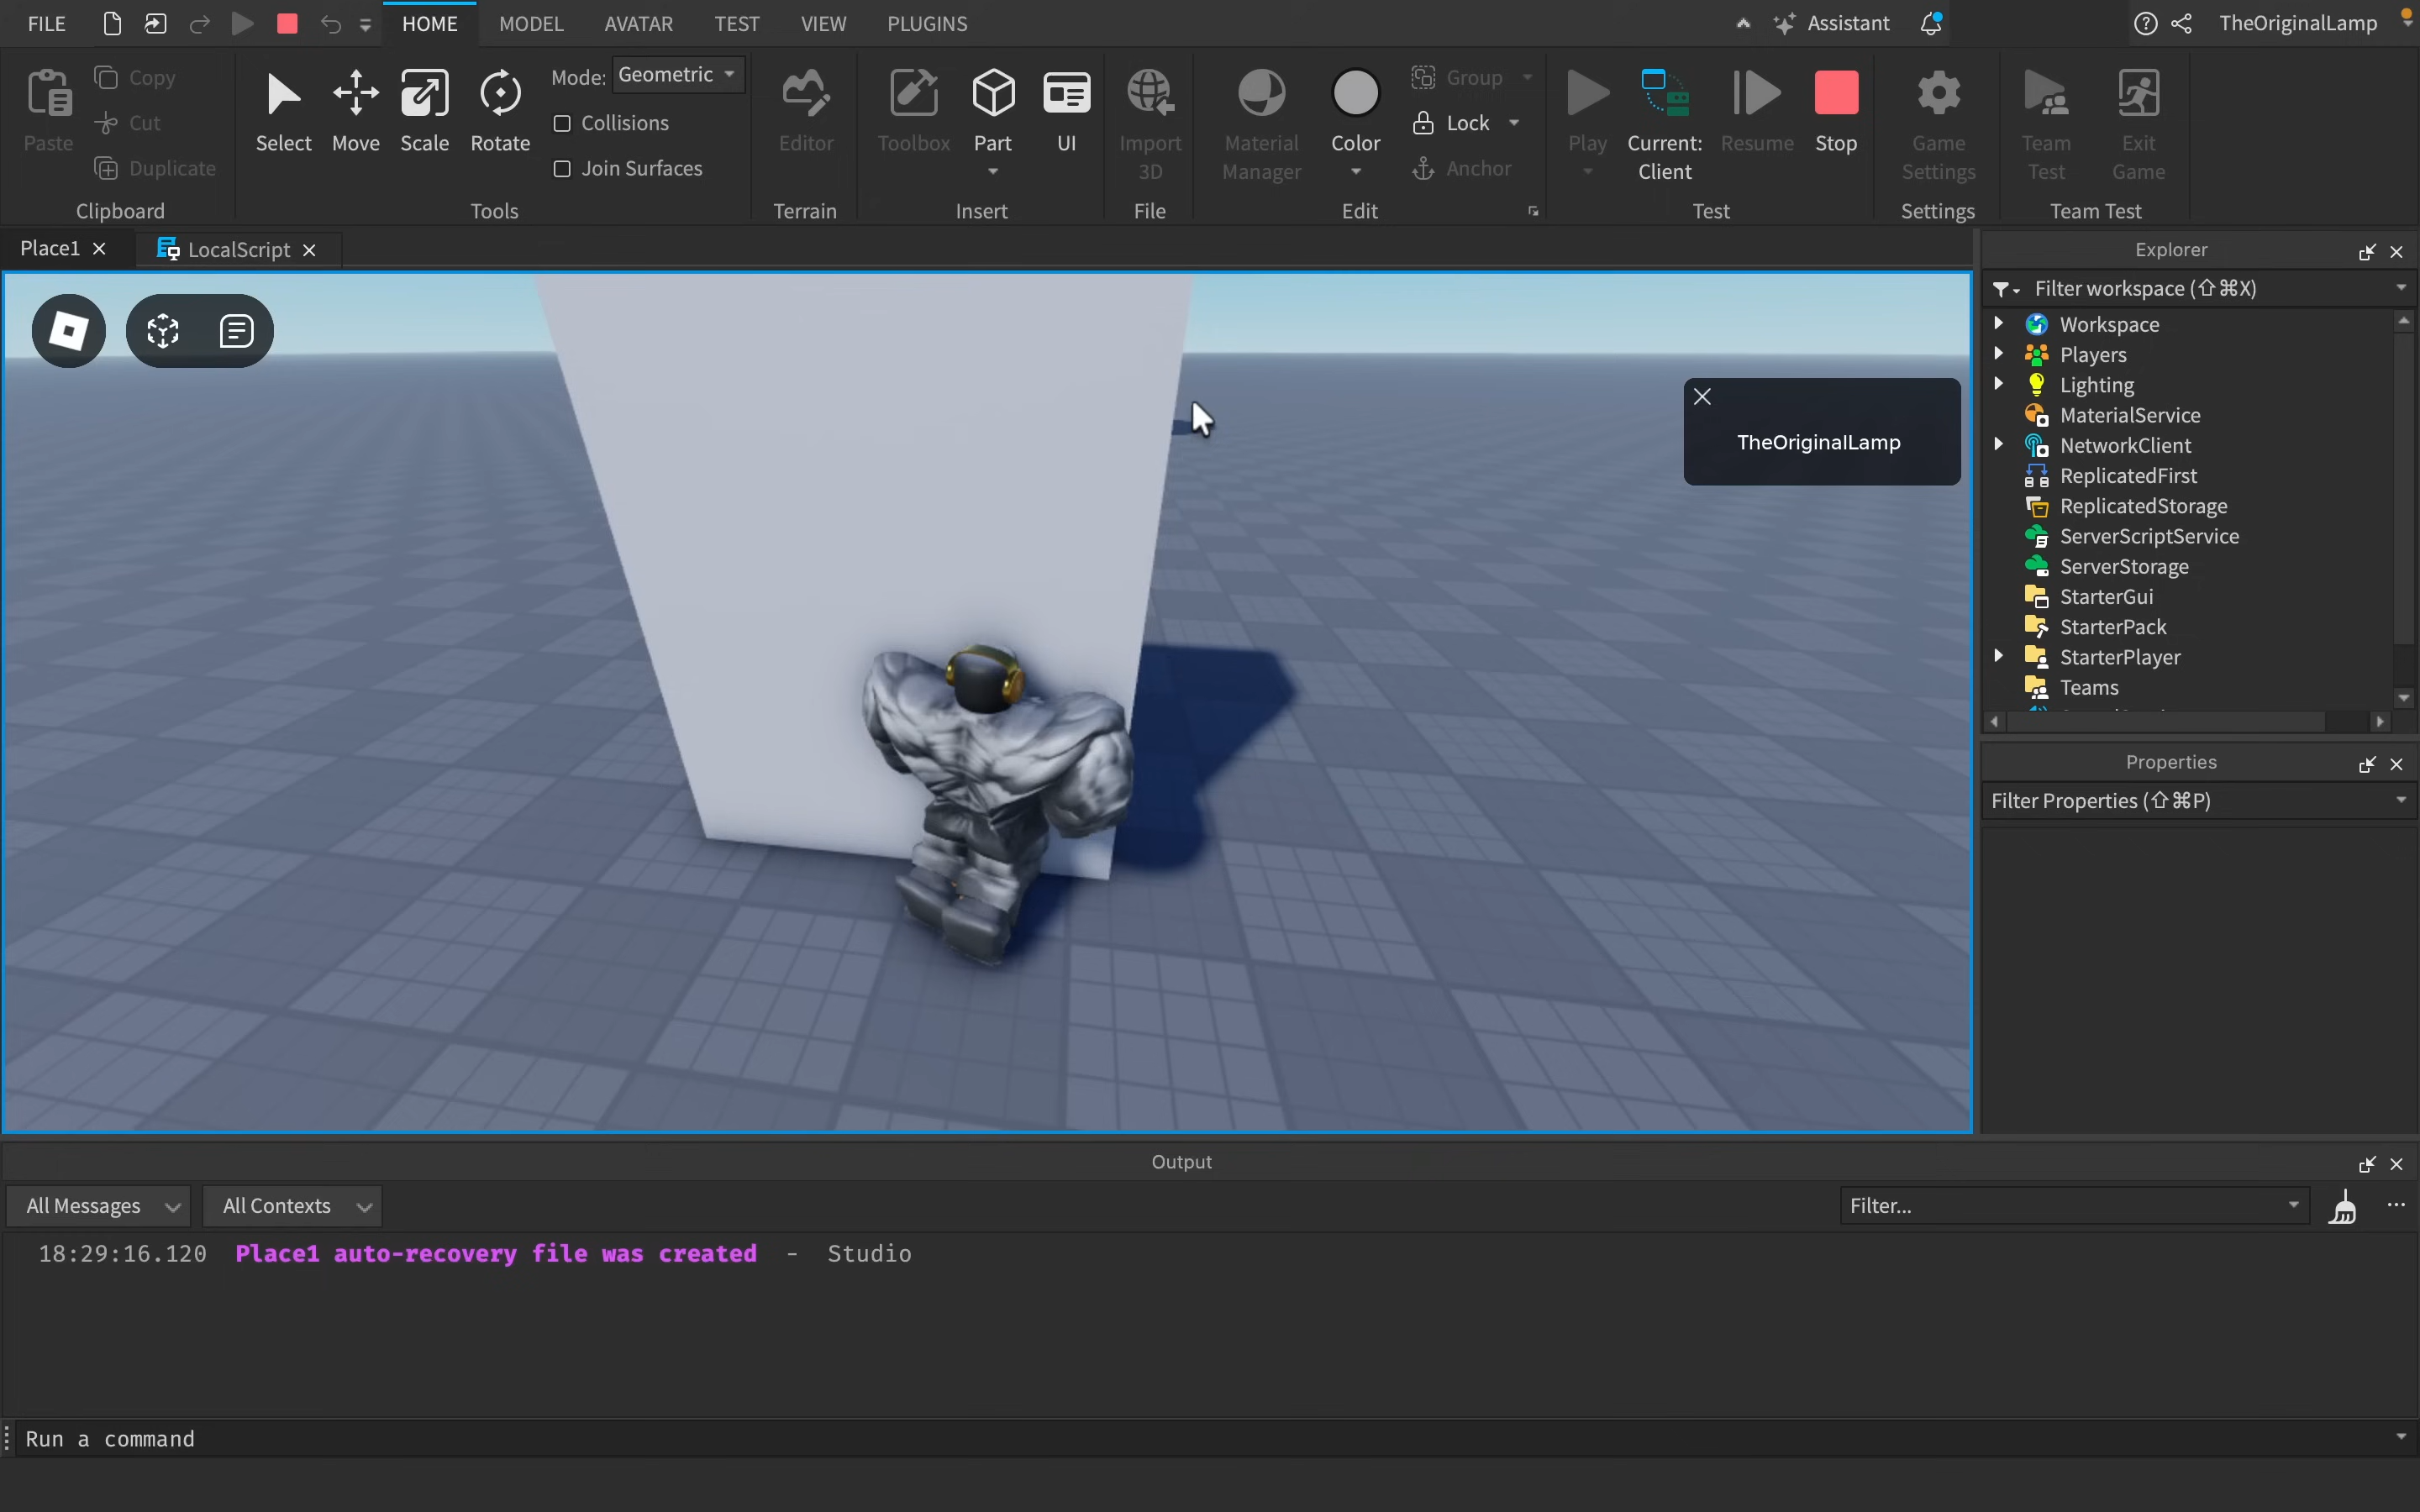 FILE
HOME
MODEL
AVATAR
TEST
VIEW
PLUGINS
Assistant
TheOriginalLamp
Paste
Copy
Cut
Duplicate
Clipboard
Select
Move
Scale
Rotate
Mode: Geometric
Collisions
Join Surfaces
Tools
Editor
Terrain
Toolbox
Part
UI
Insert
Import
3D
File
Material
Manager
Color
Group
Lock
Anchor
Edit
Play
Current:
Client
Resume
Stop
Test
Game
Settings
Settings
Team
Test
Exit
Game
Team Test
Place1
LocalScript
TheOriginalLamp
Explorer
Filter workspace (⇧⌘X)
Workspace
Players
Lighting
MaterialService
NetworkClient
ReplicatedFirst
ReplicatedStorage
ServerScriptService
ServerStorage
StarterGui
StarterPack
StarterPlayer
Teams
Properties
Filter Properties (⇧⌘P)
Output
All Messages
All Contexts
Filter...
18:29:16.120 Place1 auto-recovery file was created - Studio
Run a command